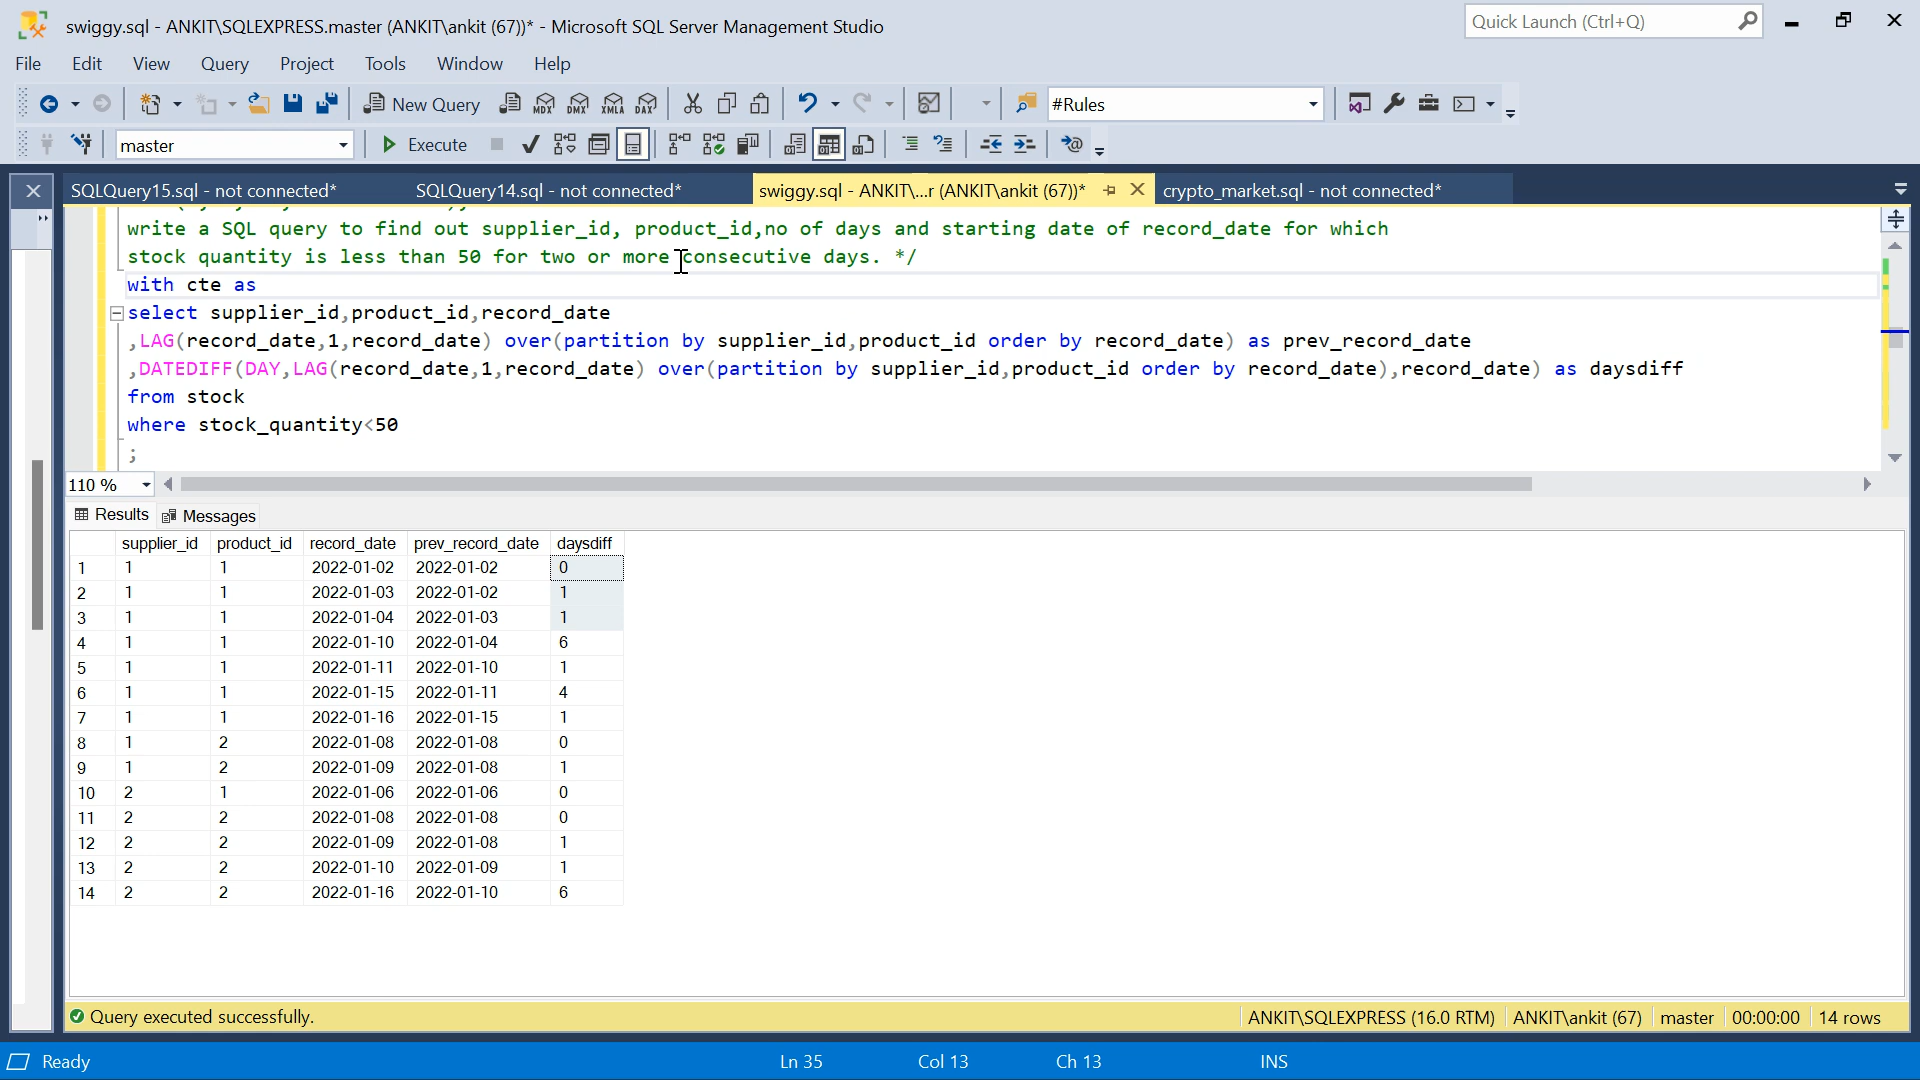 swiggy.sql - ANKIT\SQLEXPRESS.master (ANKIT\ankit (67))* - Microsoft SQL Server Management Studio
Quick Launch (Ctrl+Q)
File Edit View Query Project Tools Window Help
New Query MDX DMX XMLA DAX #Rules
master Execute
SQLQuery15.sql - not connected* SQLQuery14.sql - not connected* swiggy.sql - ANKIT\...r (ANKIT\ankit (67))* crypto_market.sql - not connected*
write a SQL query to find out supplier_id, product_id,no of days and starting date of record_date for which
stock quantity is less than 50 for two or more consecutive days. */
with cte as
select supplier_id,product_id,record_date
,LAG(record_date,1,record_date) over(partition by supplier_id,product_id order by record_date) as prev_record_date
,DATEDIFF(DAY,LAG(record_date,1,record_date) over(partition by supplier_id,product_id order by record_date),record_date) as daysdiff
from stock
where stock_quantity<50
;
110 %
Results Messages
supplier_id product_id record_date prev_record_date daysdiff
1 1 1 2022-01-02 2022-01-02 0
2 1 1 2022-01-03 2022-01-02 1
3 1 1 2022-01-04 2022-01-03 1
4 1 1 2022-01-10 2022-01-04 6
5 1 1 2022-01-11 2022-01-10 1
6 1 1 2022-01-15 2022-01-11 4
7 1 1 2022-01-16 2022-01-15 1
8 1 2 2022-01-08 2022-01-08 0
9 1 2 2022-01-09 2022-01-08 1
10 2 1 2022-01-06 2022-01-06 0
11 2 2 2022-01-08 2022-01-08 0
12 2 2 2022-01-09 2022-01-08 1
13 2 2 2022-01-10 2022-01-09 1
14 2 2 2022-01-16 2022-01-10 6
Query executed successfully. ANKIT\SQLEXPRESS (16.0 RTM) ANKIT\ankit (67) master 00:00:00 14 rows
Ready Ln 35 Col 13 Ch 13 INS